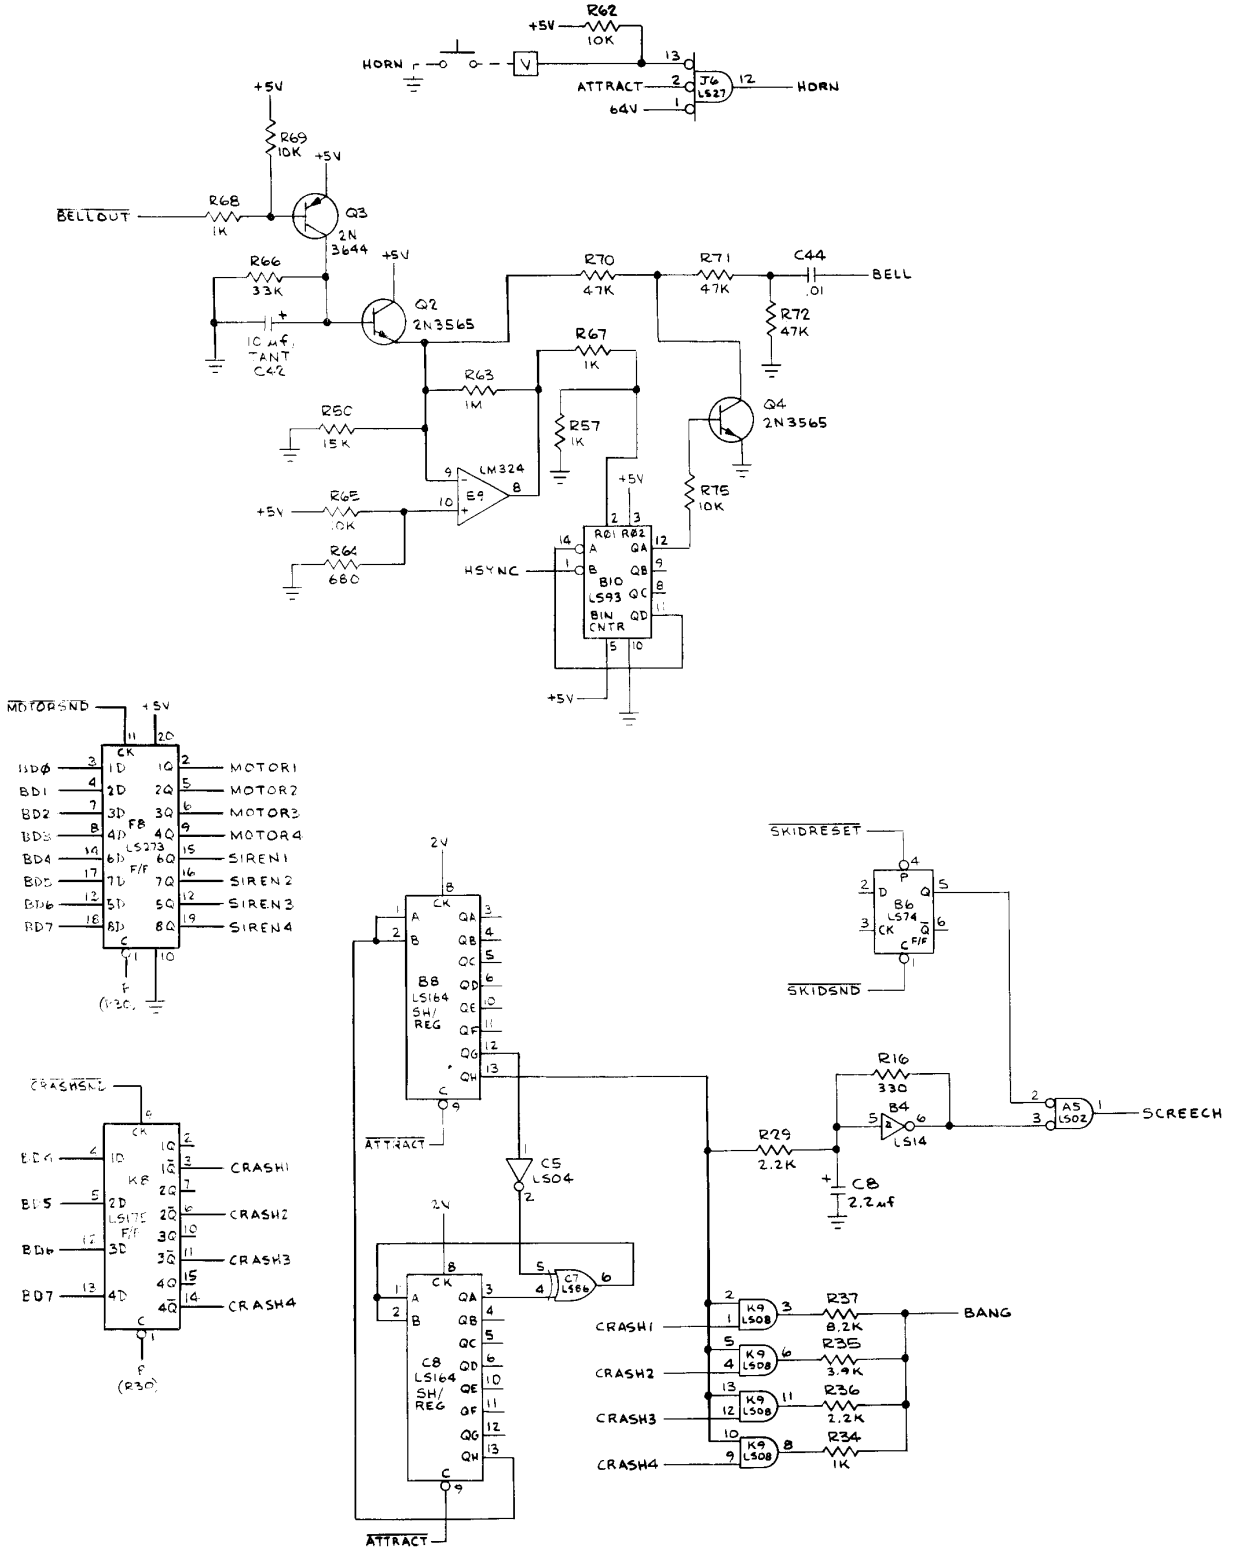 R62
+5V
10K
HORN
V
13
ATTRACT
2
J6
LS27
12
HORN
64V
1
+5V
R69
10K
+5V
BELLOUT
R68
1K
Q3
2N
3644
R66
33K
+5V
10 µf,
TANT
C42
Q2
2N3565
R70
47K
R71
47K
C44
.01
BELL
R72
47K
R67
1K
R63
1M
R50
15K
R57
1K
Q4
2N3565
R75
10K
9
-
LM324
E9
8
10
+
+5V
R65
10K
R64
680
+5V
2
3
RØ1
RØ2
14
A
QA
12
HSYNC
1
B
QB
9
B10
LS93
QC
8
BIN
CNTR
QD
11
5
10
+5V
MOTORSND
+5V
11
20
CK
BDØ
3
1D
1Q
2
MOTOR1
BD1
4
2D
2Q
5
MOTOR2
BD2
7
3D
3Q
6
MOTOR3
F8
BD3
8
4D
4Q
9
MOTOR4
LS273
BD4
14
6D
6Q
15
SIREN1
F/F
BD5
17
7D
7Q
16
SIREN2
BD6
13
5D
5Q
12
SIREN3
BD7
18
8D
8Q
19
SIREN4
C
1
10
P
(R30)
CRASHSND
9
CK
1Q
2
BD4
4
1D
1Q
3
CRASH1
K8
2Q
7
BD5
5
2D
2Q
6
CRASH2
LS175
F/F
3Q
10
BD6
12
3D
3Q
11
CRASH3
4Q
15
BD7
13
4D
4Q
14
CRASH4
C
1
P
(R30)
2V
8
CK
1
A
QA
3
2
B
QB
4
QC
5
B8
LS164
SH/
REG
QD
6
QE
10
QF
11
QG
12
QH
13
C
9
ATTRACT
1
C5
LS04
2
2V
8
CK
1
A
QA
3
2
B
QB
4
QC
5
C8
LS164
SH/
REG
QD
6
QE
10
QF
11
QG
12
QH
13
C
9
ATTRACT
5
C7
LS86
6
4
SKIDRESET
4
P
2
D
Q
5
B6
LS74
3
CK
Q
6
C
F/F
1
SKIDSND
R16
330
B4
5
6
LS14
R29
2.2K
+
C8
2.2µf
2
A5
LS02
1
SCREECH
3
2
K9
LS08
3
R37
8.2K
BANG
CRASH1
1
5
K9
LS08
6
R35
3.9K
CRASH2
4
13
K9
LS08
11
R36
2.2K
CRASH3
12
10
K9
LS08
8
R34
1K
CRASH4
9